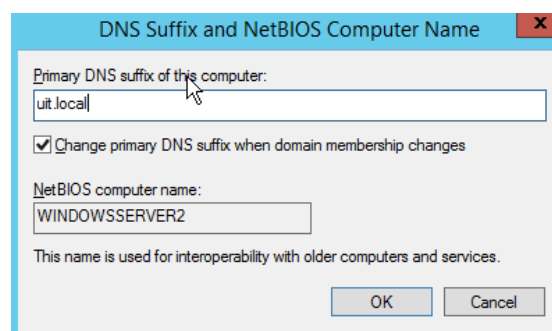 DNS Suffix and NetBIOS Computer Name
x
Primary DNS suffix of this computer:
uit.local
Change primary DNS suffix when domain membership changes
NetBIOS computer name:
WINDOWSSERVER2
This name is used for interoperability with older computers and services.
OK Cancel